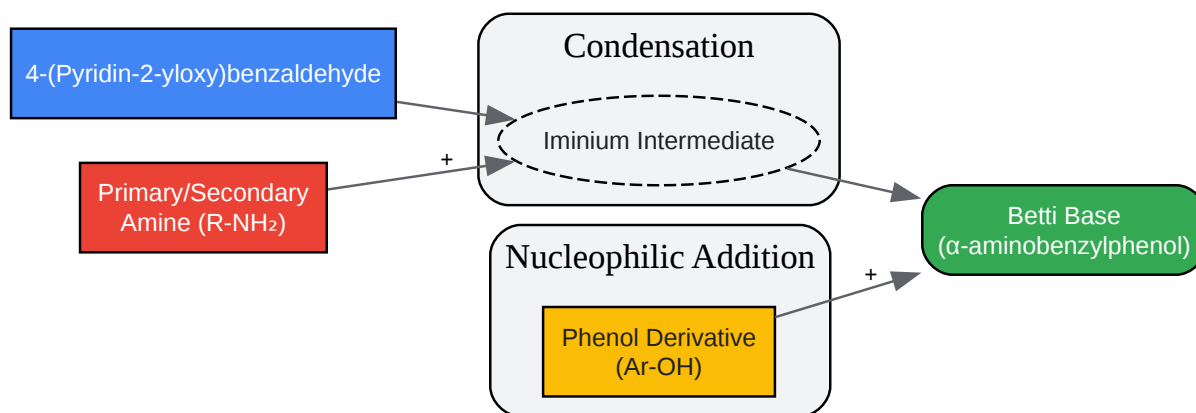 4-(Pyridin-2-yloxy)benzaldehyde
Condensation
Iminium Intermediate
+
Primary/Secondary
Amine (R-NH₂)
Betti Base
(α-aminobenzylphenol)
Nucleophilic Addition
+
Phenol Derivative
(Ar-OH)